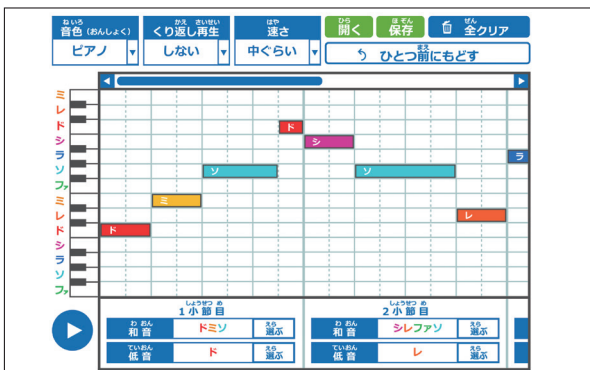 ねいろ
音色（おんしょく）
ピアノ
かえ さいせい
くり返し再生
しない
はや
速さ
中ぐらい
ひら
開く
ほぞん
保存
ぜん
全クリア
まえ
ひとつ前にもどす
ミ
レ
ド
シ
ラ
ソ
ファ
ミ
レ
ド
シ
ラ
ソ
ファ
ド
シ
ラ
ソ
ソ
ミ
レ
ド
しょうせつ め
1小節目
わ おん
和音
ドミソ
えら
選ぶ
ていおん
低音
ド
えら
選ぶ
しょうせつ め
2小節目
わ おん
和音
シレファソ
えら
選ぶ
ていおん
低音
レ
えら
選ぶ